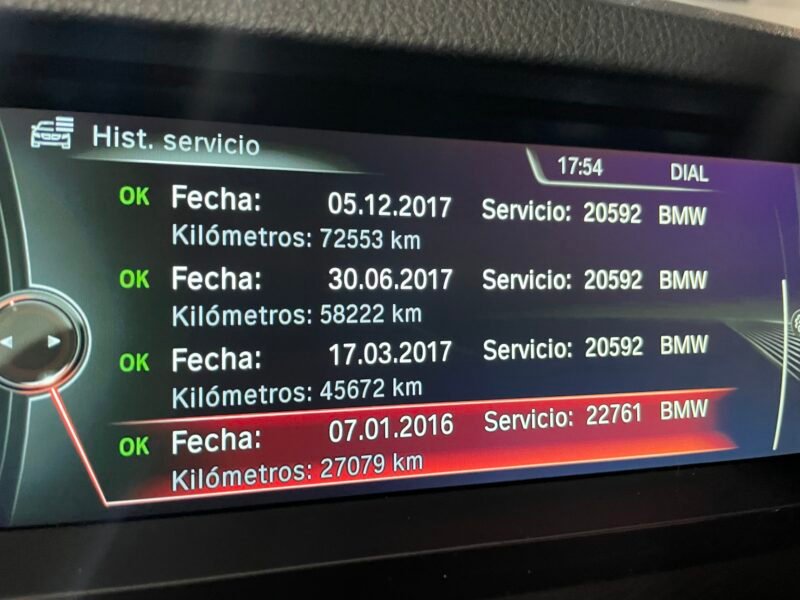 Hist. servicio
17:54 DIAL
OK Fecha: 05.12.2017 Servicio: 20592 BMW
Kilómetros: 72553 km
OK Fecha: 30.06.2017 Servicio: 20592 BMW
Kilómetros: 58222 km
OK Fecha: 17.03.2017 Servicio: 20592 BMW
Kilómetros: 45672 km
OK Fecha: 07.01.2016 Servicio: 22761 BMW
Kilómetros: 27079 km